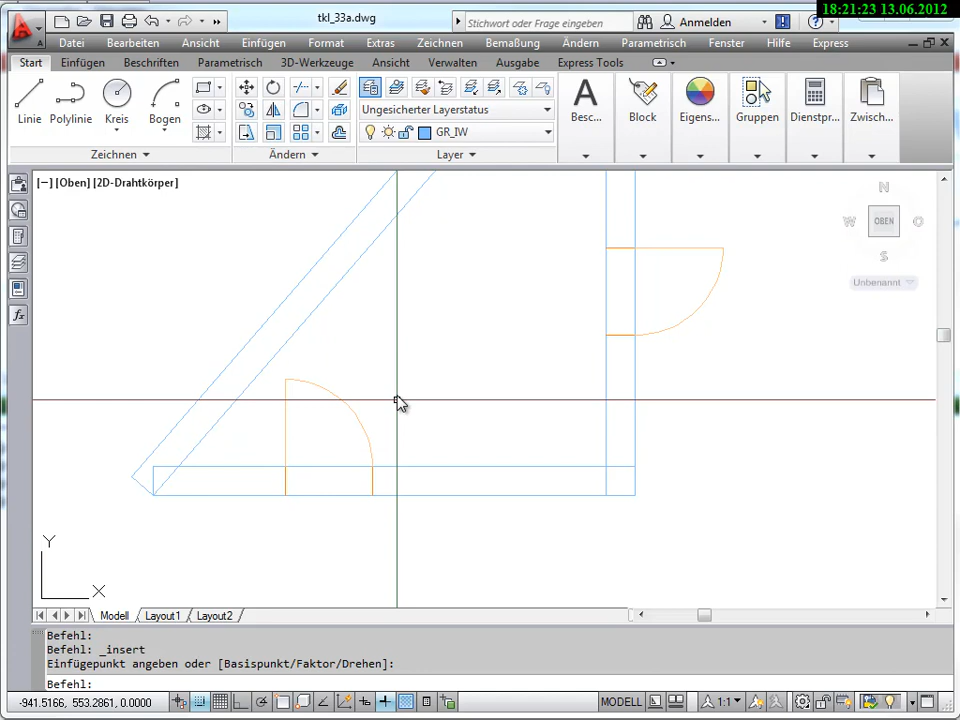 18:21:23 13.06.2012
tkl_33a.dwg
Stichwort oder Frage eingeben
Anmelden
Datei Bearbeiten Ansicht Einfügen Format Extras Zeichnen Bemaßung Ändern Parametrisch Fenster Hilfe Express
Start Einfügen Beschriften Parametrisch 3D-Werkzeuge Ansicht Verwalten Ausgabe Express Tools
Ungesicherter Layerstatus
GR_IW
Linie Polylinie Kreis Bogen
Besc... Block Eigens... Gruppen Dienstpr... Zwisch...
Zeichnen Ändern Layer
[−] [Oben] [2D-Drahtkörper]
N
W OBEN O
S
Unbenannt
Y
X
Modell Layout1 Layout2
Befehl:
Befehl: _insert
Einfügepunkt angeben oder [Basispunkt/Faktor/Drehen]:
Befehl:
-941.5166, 553.2861, 0.0000
MODELL
1:1